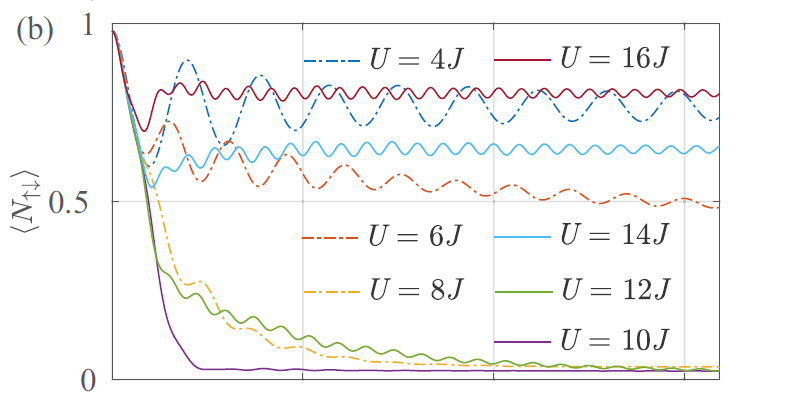 (b)
1
U = 4J
U = 16J
⟨N↑↓⟩
0.5
U = 6J
U = 14J
U = 8J
U = 12J
U = 10J
0